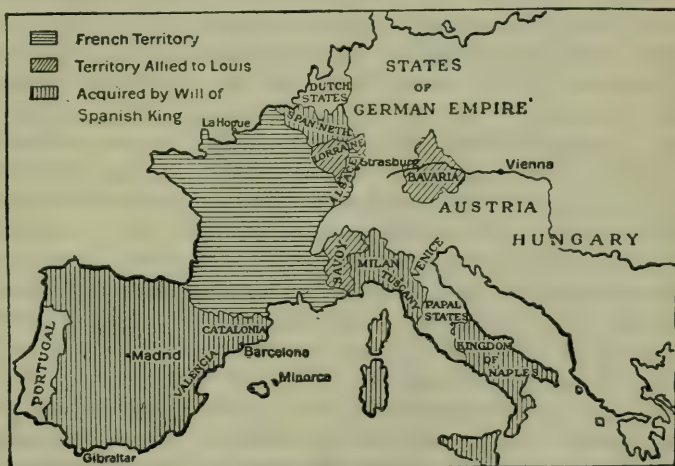 French Territory
Territory Allied to Louis
Acquired by Will of
Spanish King
STATES
OF
GERMAN EMPIRE
DUTCH
STATES
La Hogue
SPAN NETH
LORRAINE
ALSACE
Strasburg
BAVARIA
Vienna
AUSTRIA
HUNGARY
SAVOY
MILAN
TUSCANY
VENICE
PAPAL
STATES
KINGDOM
OF
NAPLES
CATALONIA
Barcelona
VALENCIA
Madrid
PORTUGAL
Minorca
Gibraltar